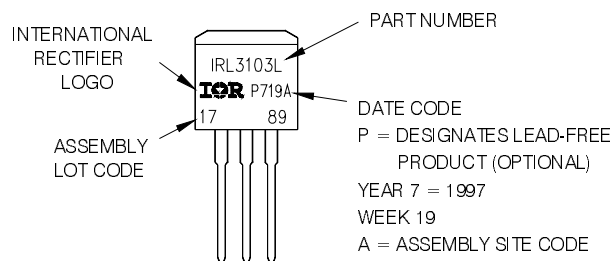 PART NUMBER
INTERNATIONAL
RECTIFIER
LOGO
IRL3103L
IOR P719A
17 89
ASSEMBLY
LOT CODE
DATE CODE
P = DESIGNATES LEAD-FREE
PRODUCT (OPTIONAL)
YEAR 7 = 1997
WEEK 19
A = ASSEMBLY SITE CODE